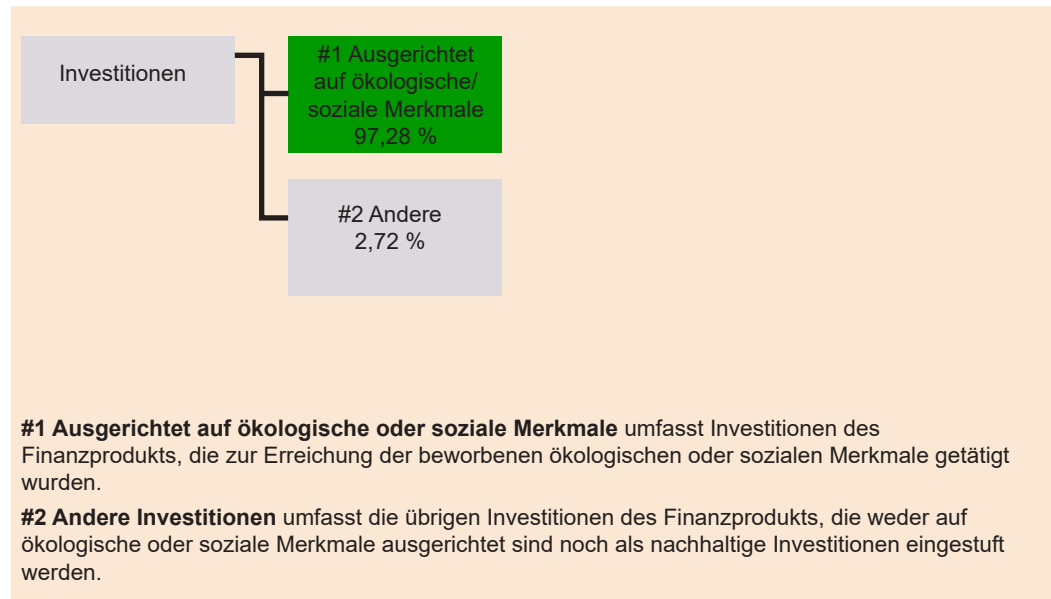 Investitionen
#1 Ausgerichtet
auf ökologische/
soziale Merkmale
97,28 %
#2 Andere
2,72 %
#1 Ausgerichtet auf ökologische oder soziale Merkmale umfasst Investitionen des
Finanzprodukts, die zur Erreichung der beworbenen ökologischen oder sozialen Merkmale getätigt
wurden.
#2 Andere Investitionen umfasst die übrigen Investitionen des Finanzprodukts, die weder auf
ökologische oder soziale Merkmale ausgerichtet sind noch als nachhaltige Investitionen eingestuft
werden.